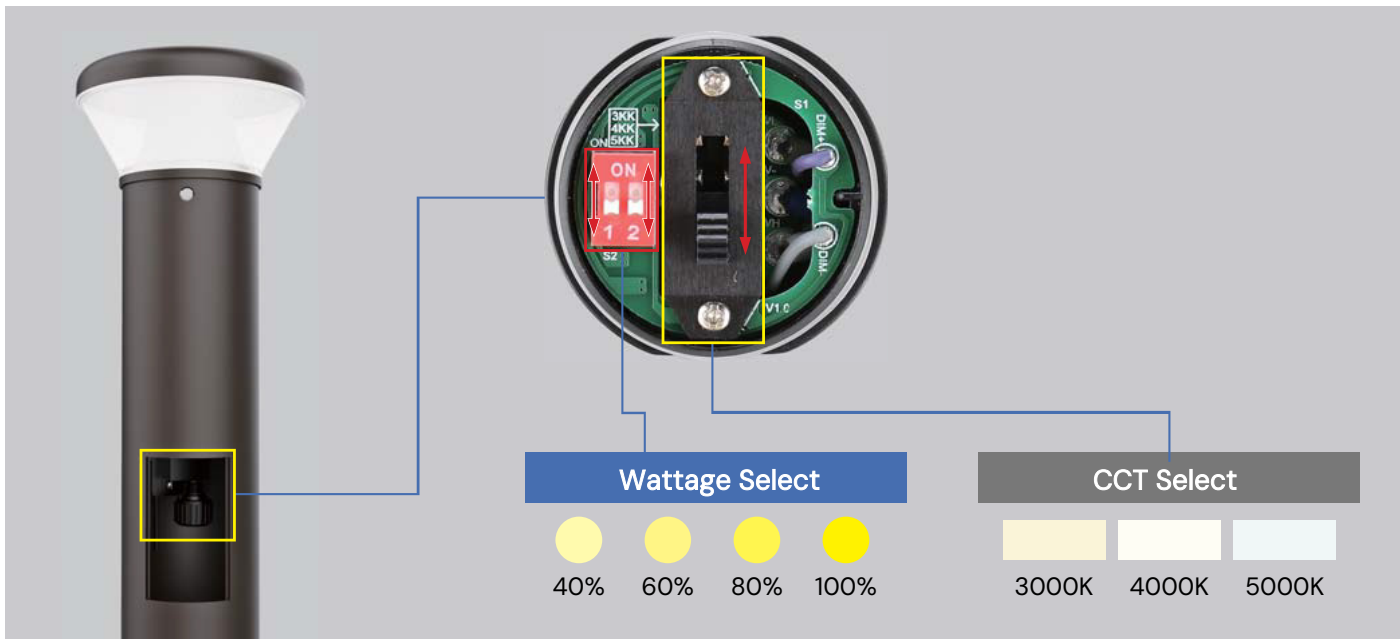 3KK
4KK
5KK
ON
ON
1 2
S2
S1
DIM+
DIM-
V1.0
Wattage Select
40% 60% 80% 100%
CCT Select
3000K 4000K 5000K